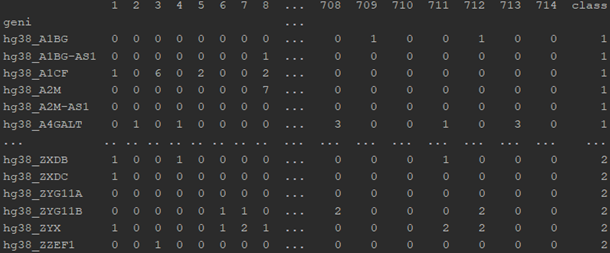 1 2 3 4 5 6 7 8 ... 708 709 710 711 712 713 714 class
geni ...
hg38_A1BG 0 0 0 0 0 0 0 0 ... 0 1 0 0 1 0 0 1
hg38_A1BG-AS1 0 0 0 0 0 0 0 1 ... 0 0 0 0 0 0 0 1
hg38_A1CF 1 0 6 0 2 0 0 2 ... 0 0 0 0 0 0 0 1
hg38_A2M 0 0 0 0 0 0 0 7 ... 0 0 0 0 0 0 0 1
hg38_A2M-AS1 0 0 0 0 0 0 0 0 ... 0 0 0 0 0 0 0 1
hg38_A4GALT 0 1 0 1 0 0 0 0 ... 3 0 0 1 0 3 0 1
... .. .. .. .. .. .. .. .. ... ... ... ... ... ... ... ... ...
hg38_ZXDB 1 0 0 1 0 0 0 0 ... 0 0 0 1 0 0 0 2
hg38_ZXDC 1 0 0 0 0 0 0 0 ... 0 0 0 0 0 0 0 2
hg38_ZYG11A 0 0 0 0 0 0 0 0 ... 0 0 0 0 0 0 0 2
hg38_ZYG11B 0 0 0 0 0 1 1 0 ... 2 0 0 0 2 0 0 2
hg38_ZYX 1 0 0 0 0 1 2 1 ... 0 0 0 2 2 0 0 2
hg38_ZZEF1 0 0 1 0 0 0 0 0 ... 0 0 0 0 0 0 0 2